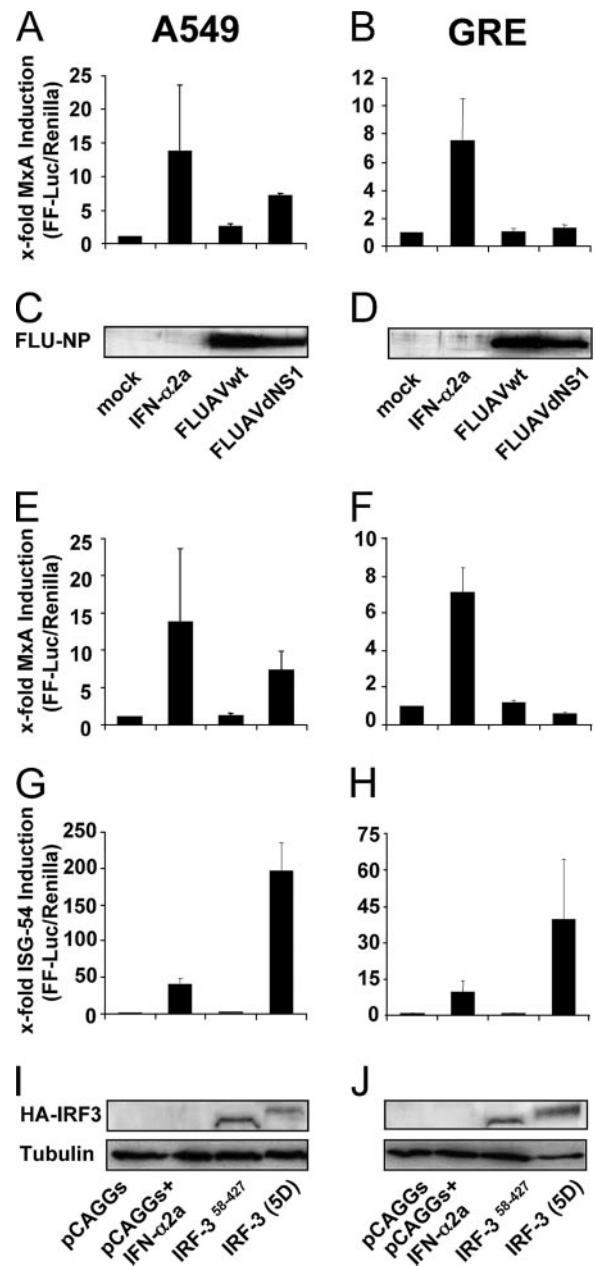 A A549 B GRE
x-fold MxA Induction
(FF-Luc/Renilla)
25
20
15
10
5
0
12
10
8
6
4
2
0
C D
FLU-NP
mock
IFN-α2a
FLUAVwt
FLUAVdNS1
mock
IFN-α2a
FLUAVwt
FLUAVdNS1
E F
x-fold MxA Induction
(FF-Luc/Renilla)
25
20
15
10
5
0
10
8
6
4
2
0
G H
x-fold ISG-54 Induction
(FF-Luc/Renilla)
250
200
150
100
50
0
75
60
45
30
15
0
I J
HA-IRF3
Tubulin
pCAGGs
pCAGGs+
IFN-α2a
IRF-3 58-427
IRF-3 (5D)
pCAGGs
pCAGGs+
IFN-α2a
IRF-3 58-427
IRF-3 (5D)